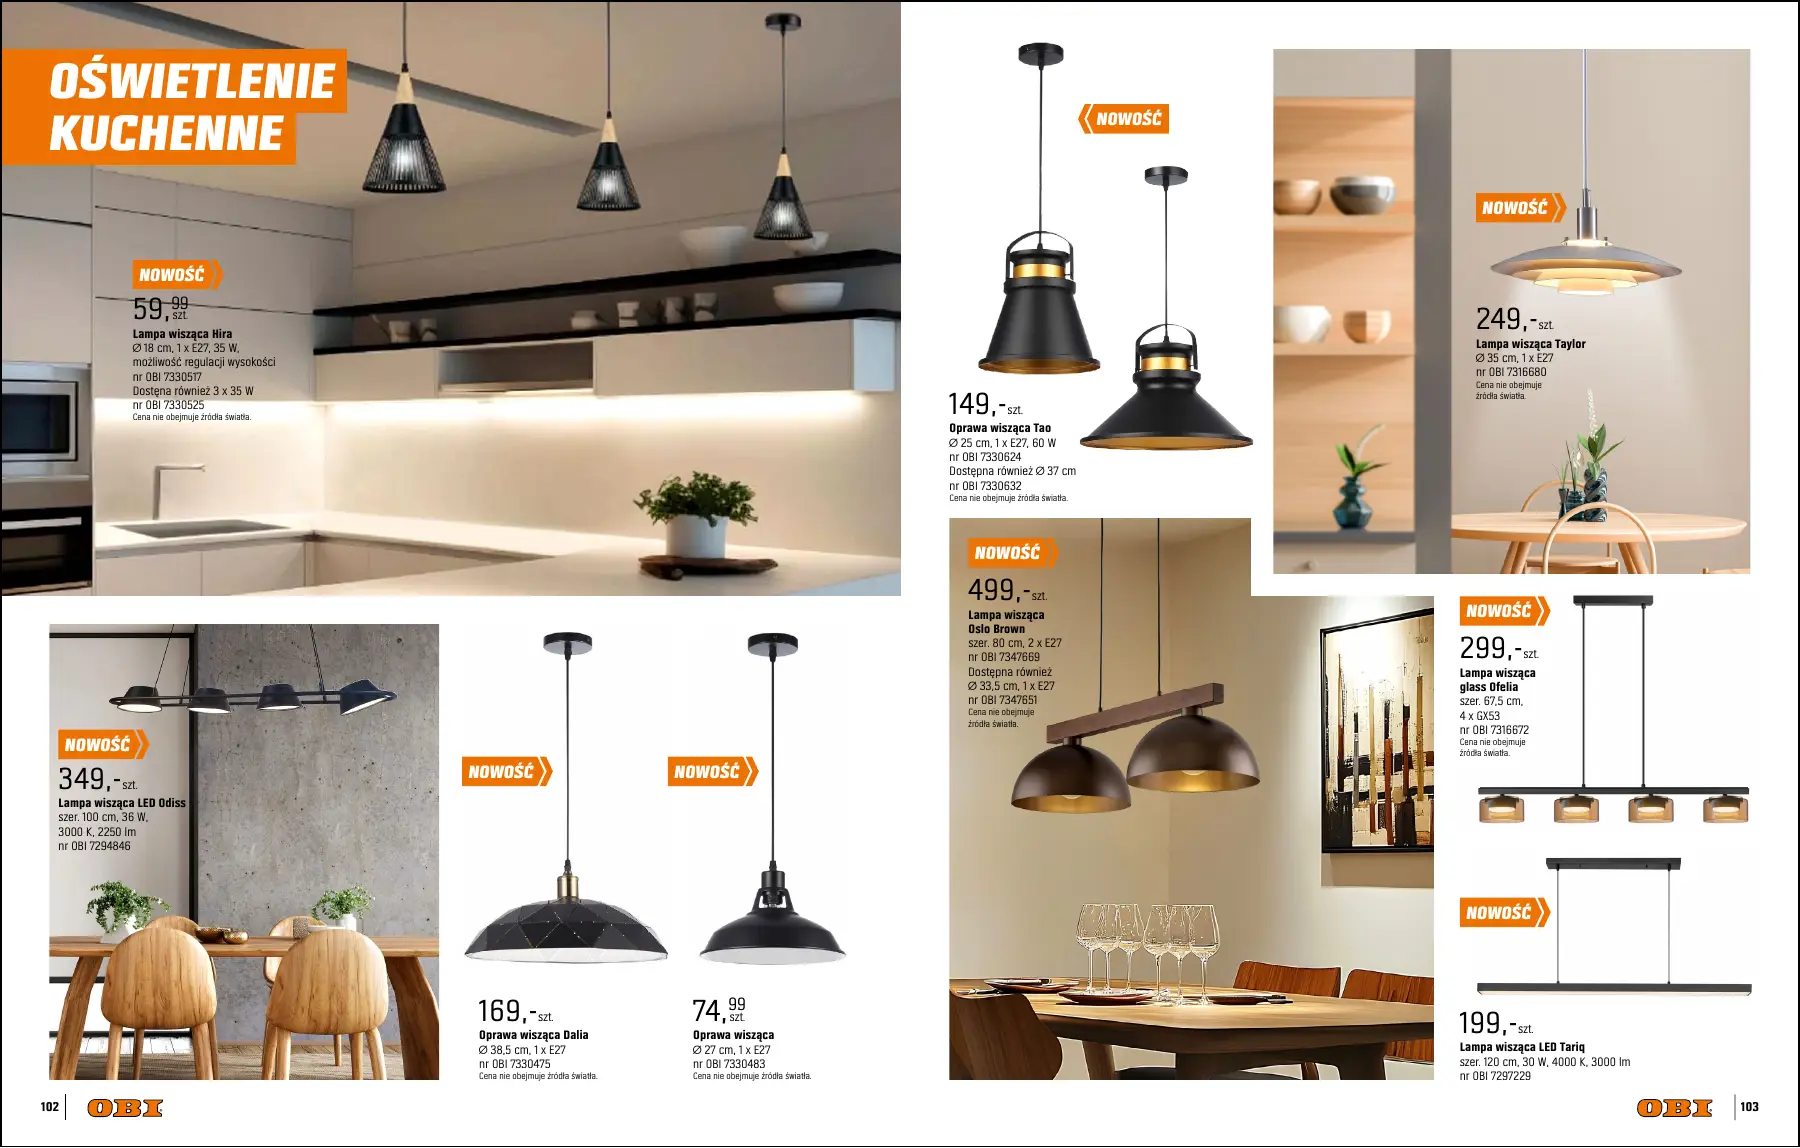 OŚWIETLENIE
KUCHENNE
NOWOŚĆ
59,99
szt.
Lampa wisząca Hira
Ø 18 cm, 1 x E27, 35 W,
możliwość regulacji wysokości
nr OBI 7330517
Dostęna również 3 x 35 W
nr OBI 7330525
Cena nie obejmuje źródła światła.
NOWOŚĆ
349,-szt.
Lampa wisząca LED Odiss
szer. 100 cm, 36 W,
3000 K, 2250 lm
nr OBI 7294846
NOWOŚĆ
169,-szt.
Oprawa wisząca Dalia
Ø 38,5 cm, 1 x E27
nr OBI 7330475
Cena nie obejmuje źródła światła.
NOWOŚĆ
74,99
szt.
Oprawa wisząca
Ø 27 cm, 1 x E27
nr OBI 7330483
Cena nie obejmuje źródła światła.
102
OBI
NOWOŚĆ
149,-szt.
Oprawa wisząca Tao
Ø 25 cm, 1 x E27, 60 W
nr OBI 7330624
Dostępna również Ø 37 cm
nr OBI 7330632
Cena nie obejmuje źródła światła.
NOWOŚĆ
249,-szt.
Lampa wisząca Taylor
Ø 35 cm, 1 x E27
nr OBI 7316680
Cena nie obejmuje
źródła światła.
NOWOŚĆ
499,-szt.
Lampa wisząca
Oslo Brown
szer. 80 cm, 2 x E27
nr OBI 7347669
Dostępna również
Ø 33,5 cm, 1 x E27
nr OBI 7347651
Cena nie obejmuje
źródła światła.
NOWOŚĆ
299,-szt.
Lampa wisząca
glass Ofelia
szer. 67,5 cm,
4 x GX53
nr OBI 7316672
Cena nie obejmuje
źródła światła.
NOWOŚĆ
199,-szt.
Lampa wisząca LED Tariq
szer. 120 cm, 30 W, 4000 K, 3000 lm
nr OBI 7297229
OBI
103